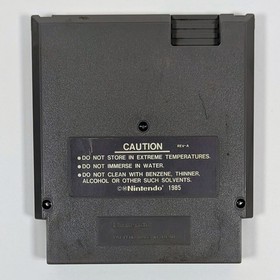 CAUTION REV-A
● DO NOT STORE IN EXTREME TEMPERATURES.
● DO NOT IMMERSE IN WATER.
● DO NOT CLEAN WITH BENZENE, THINNER,
ALCOHOL OR OTHER SUCH SOLVENTS.
©®Nintendo® 1985